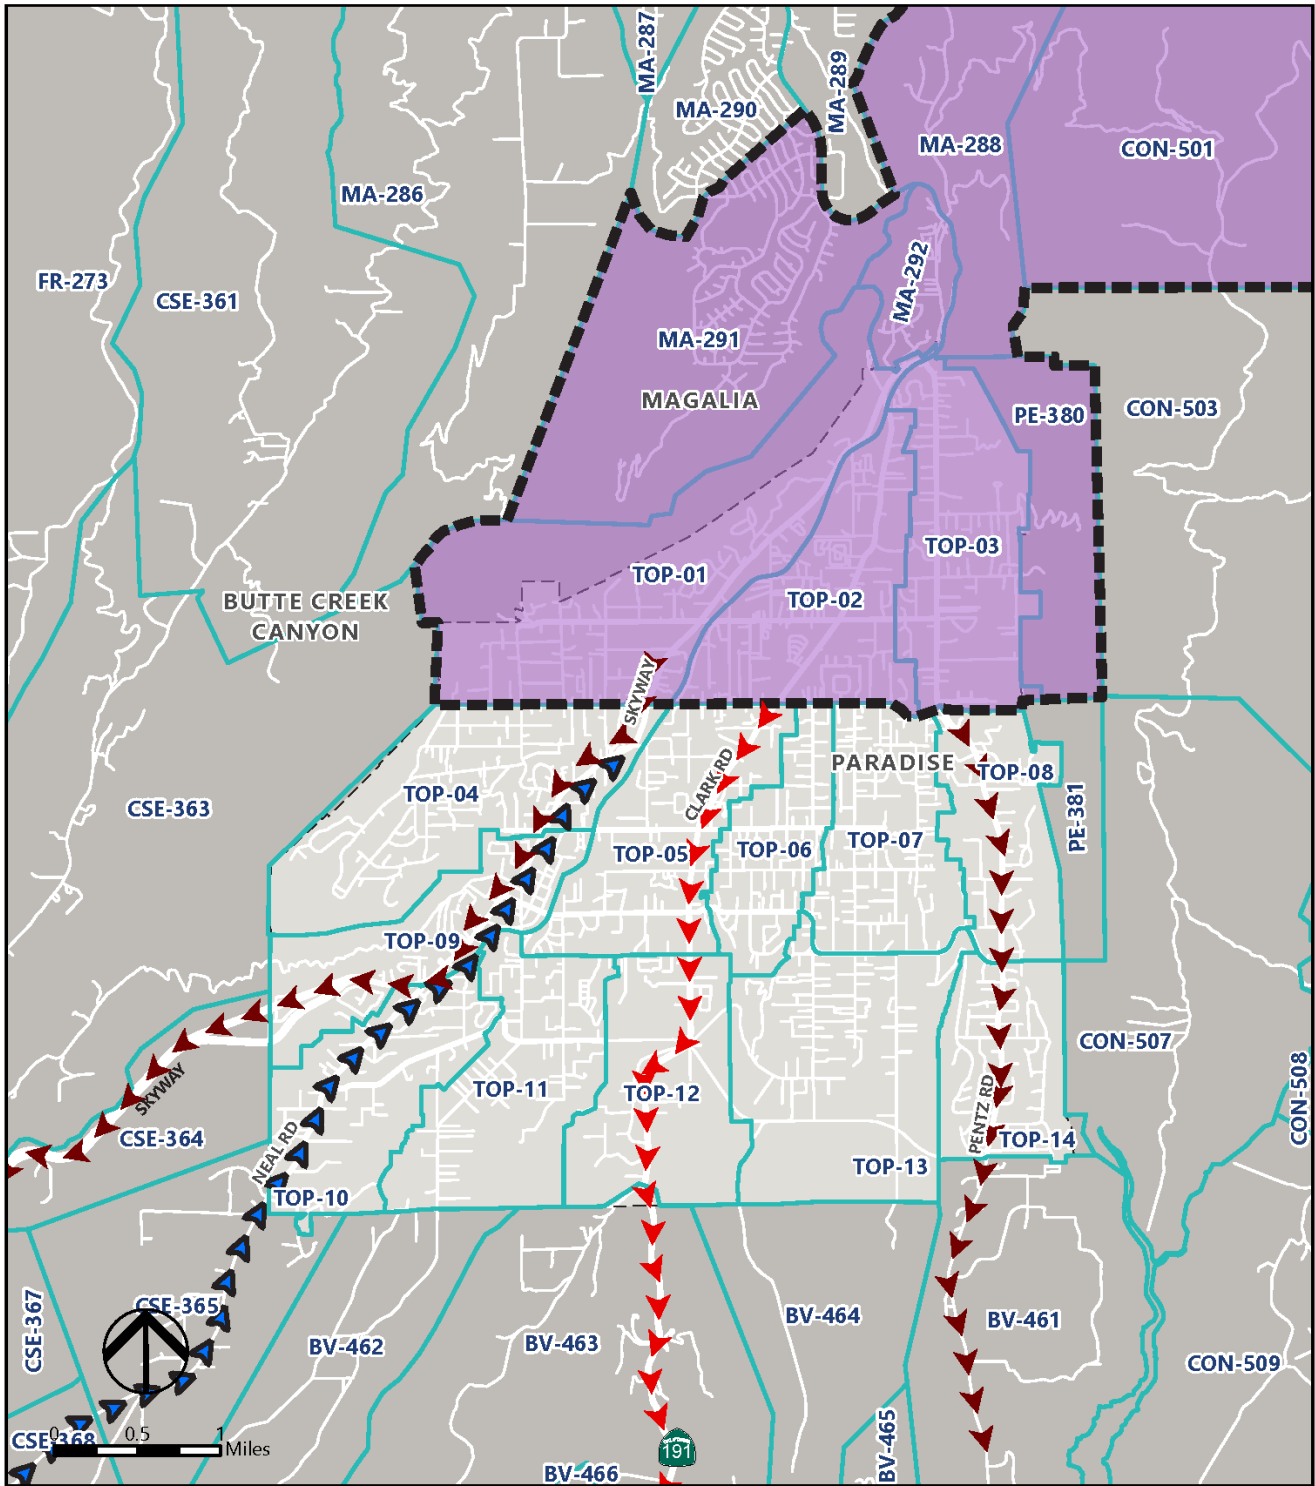 MA-287
MA-289
MA-290
MA-288
CON-501
MA-286
FR-273
CSE-361
MA-292
MA-291
MAGALIA
PE-380
CON-503
TOP-03
TOP-01
TOP-02
BUTTE CREEK
CANYON
SKYWAY
CLARK RD
PARADISE
TOP-08
TOP-04
CSE-363
PE-381
TOP-05
TOP-06
TOP-07
TOP-09
CON-507
SKYWAY
TOP-11
TOP-12
PENTZ RD
CON-508
CSE-364
NEAL RD
TOP-14
TOP-13
TOP-10
CSE-367
CSE-365
BV-462
BV-463
BV-464
BV-461
CON-509
CSE-368
0 0.5 1
Miles
191
BV-465
BV-466